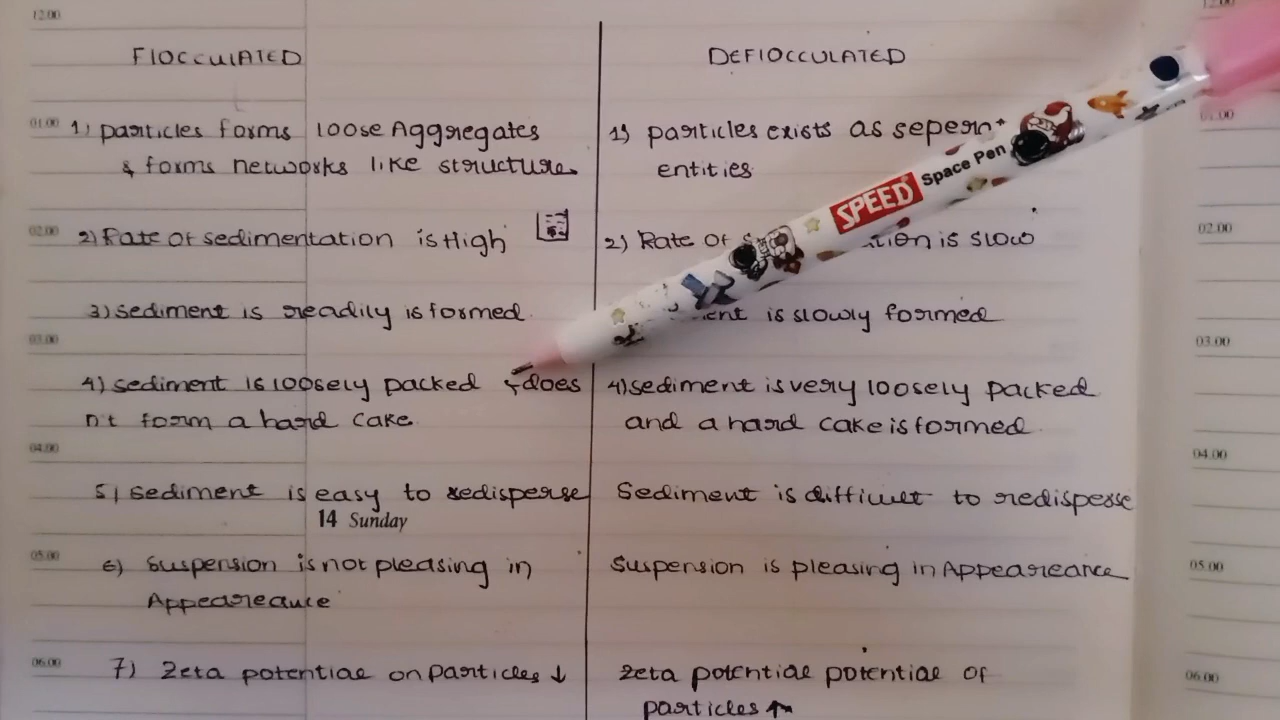 12.00
12.00
FlOCCUlATED
DEFlOCCUlATED
01.00
1) particles forms loose Aggregates
& forms networks like structure.
1) particles exists as
entities
01.00
SPEED Space Pen
02.00
2) Rate of sedimentation is High
2) Rate of is slow
02.00
3) sediment is readily is formed.
is slowly formed
03.00
03.00
4) sediment is loosely packed & does
n't form a hard cake.
4) sediment is very loosely packed
and a hard cake is formed
04.00
04.00
5) sediment is easy to redisperse
Sediment is difficult to redisperse
14 Sunday
05.00
6) Suspension is not pleasing in
Appeareance
Suspension is pleasing in Appeareance
05.00
06.00
7) Zeta potential on particles ↓
Zeta potential potential of
particles ↑
06.00